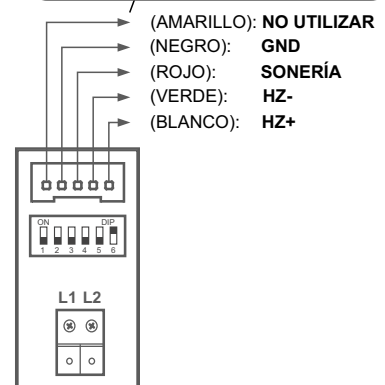 (AMARILLO): NO UTILIZAR
(NEGRO): GND
(ROJO): SONERÍA
(VERDE): HZ-
(BLANCO): HZ+
ON DIP
1 2 3 4 5 6
L1 L2